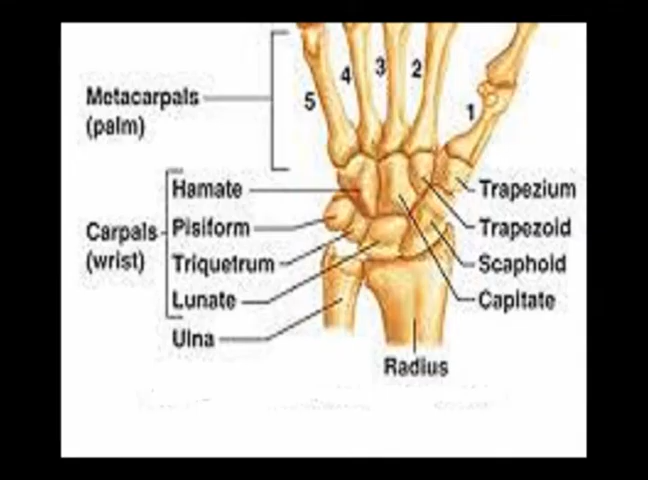 4 3 2
5 1
Metacarpals
(palm)
Hamate
Pisiform
Carpals
(wrist)
Triquetrum
Lunate
Ulna
Trapezium
Trapezoid
Scaphoid
Capitate
Radius